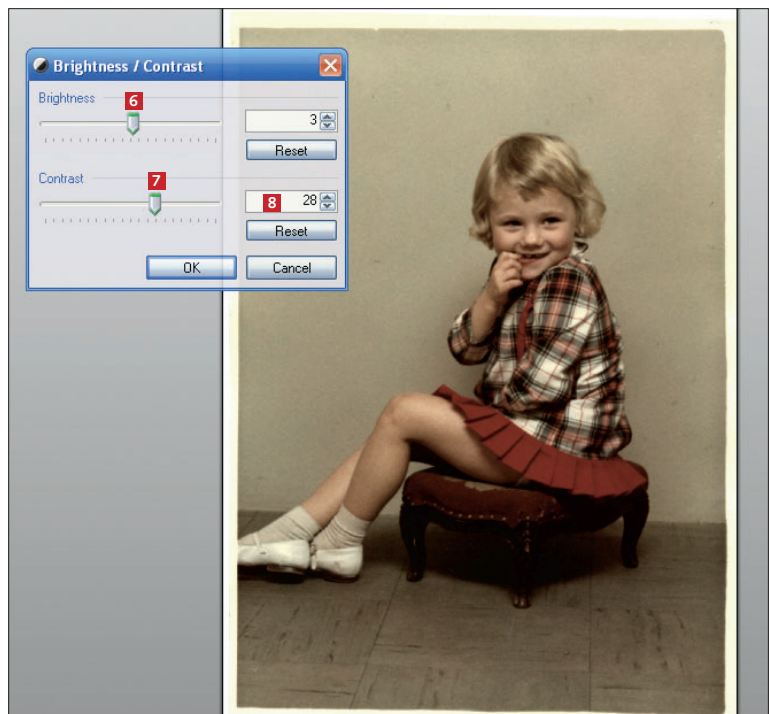 Brightness / Contrast
Brightness
6
3
Reset
Contrast
7
8 28
Reset
OK Cancel